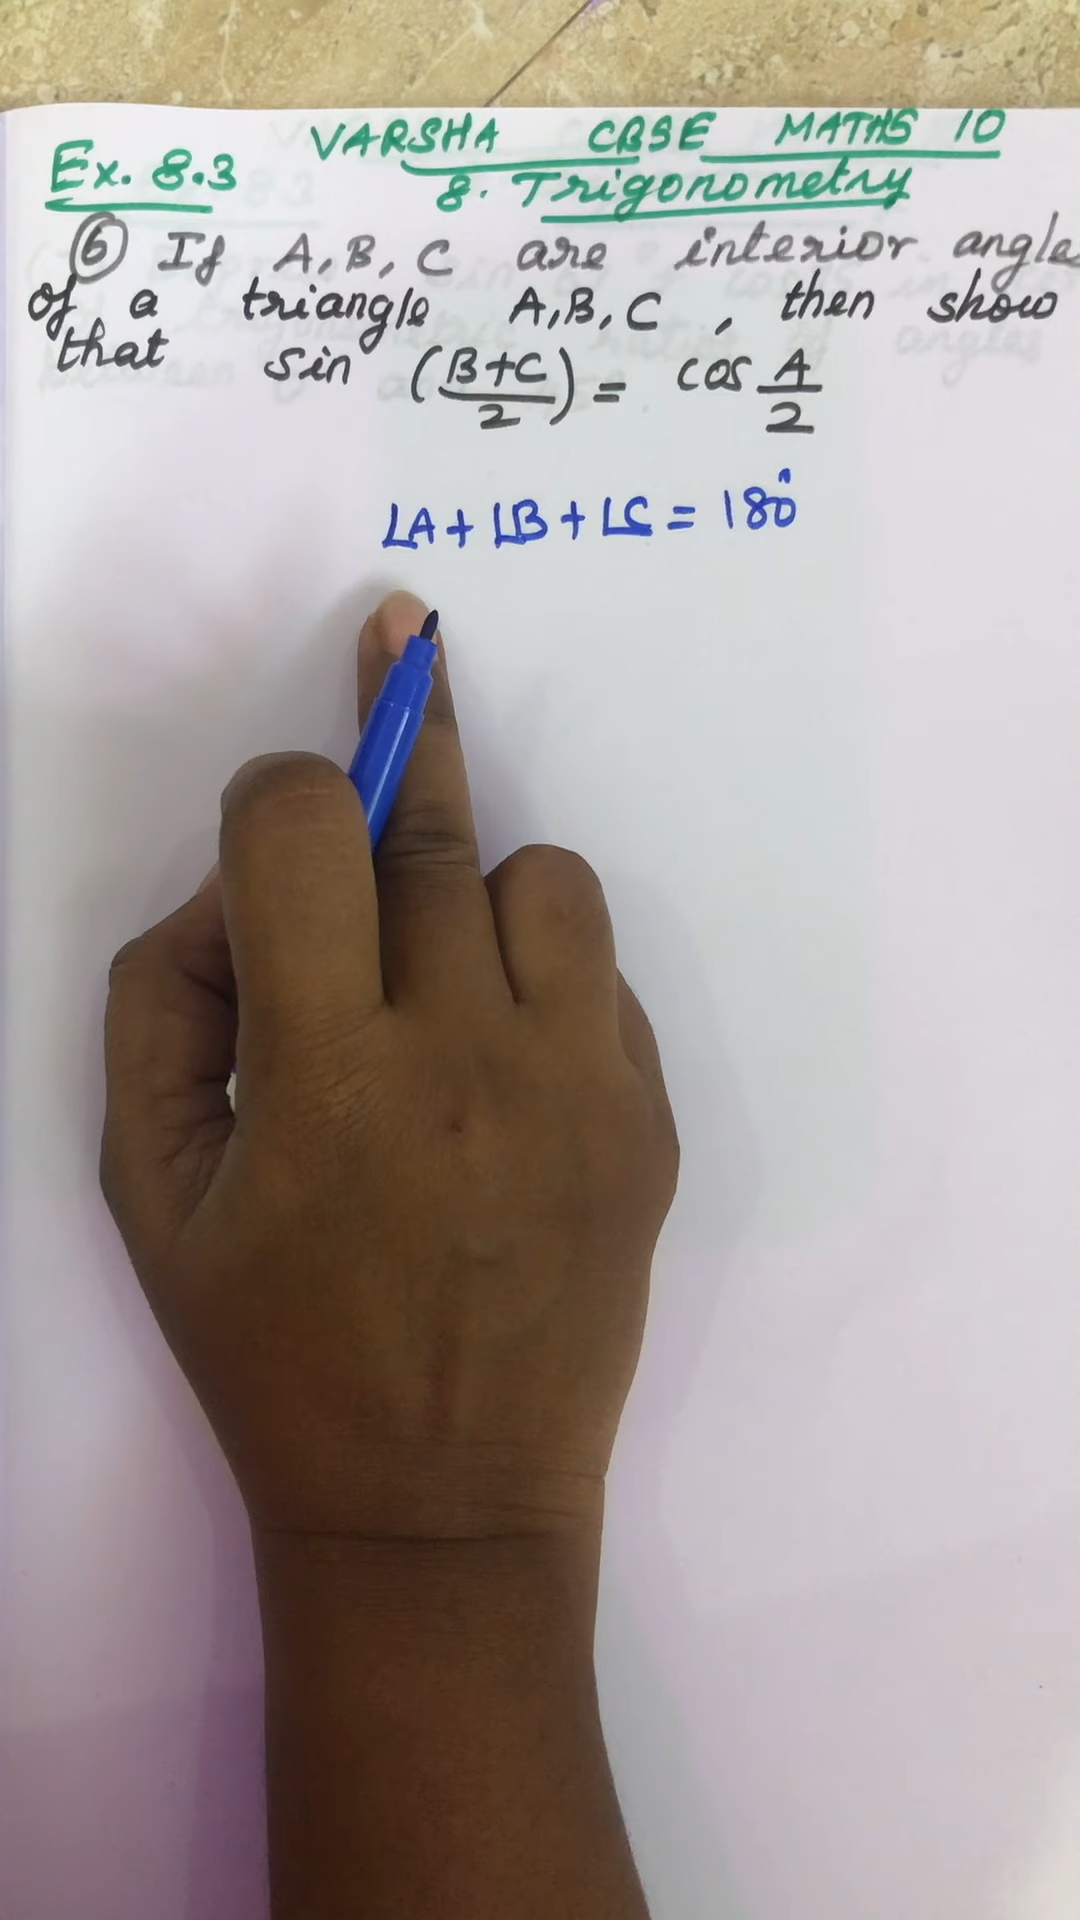 VARSHA CBSE MATHS 10
Ex. 8.3 8. Trigonometry
⑥ If A, B, C are interior angles
of a triangle A, B, C, then show
that sin (B+C/2) = cos A/2
∠A + ∠B + ∠C = 180°